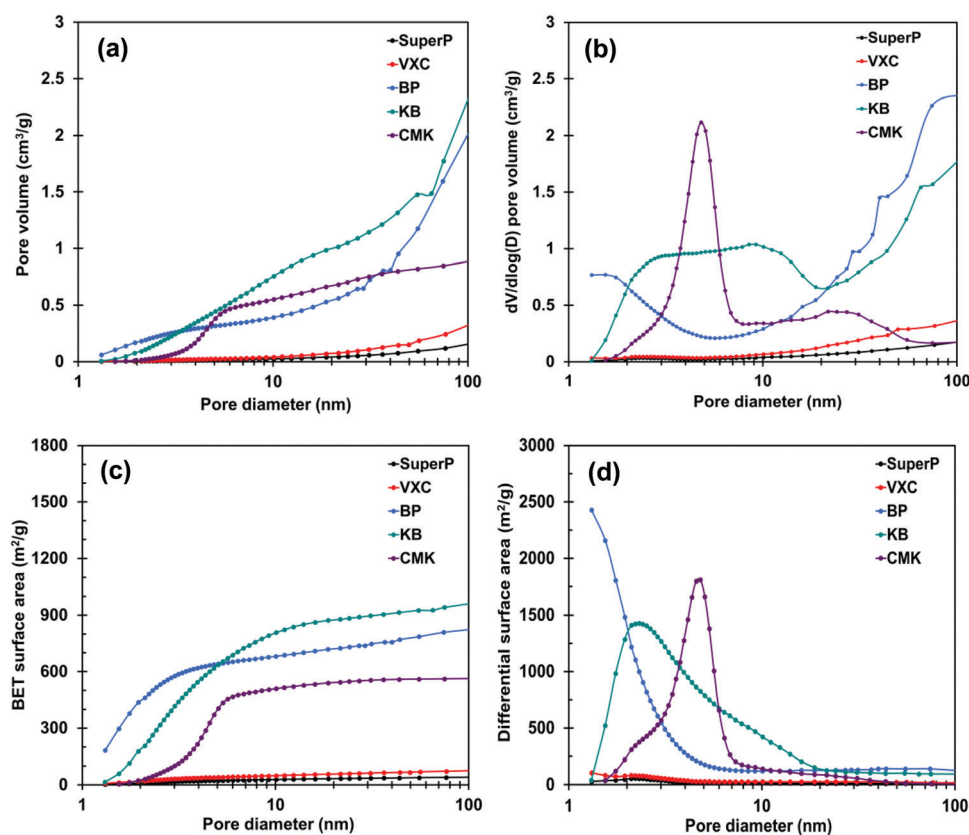 (a)
SuperP
VXC
BP
KB
CMK
3
2.5
2
1.5
1
0.5
0
Pore volume (cm³/g)
1
10
100
Pore diameter (nm)
(b)
SuperP
VXC
BP
KB
CMK
3
2.5
2
1.5
1
0.5
0
dV/dlog(D) pore volume (cm³/g)
1
10
100
Pore diameter (nm)
(c)
SuperP
VXC
BP
KB
CMK
1800
1500
1200
900
600
300
0
BET surface area (m²/g)
1
10
100
Pore diameter (nm)
(d)
SuperP
VXC
BP
KB
CMK
3000
2500
2000
1500
1000
500
0
Differential surface area (m²/g)
1
10
100
Pore diameter (nm)